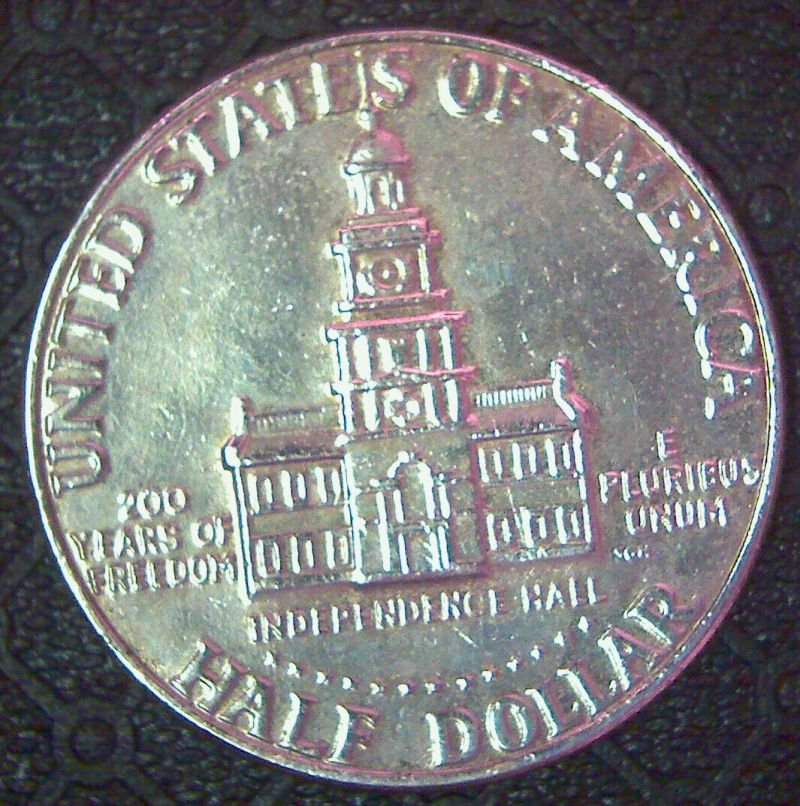 UNITED STATES OF AMERICA
200
YEARS OF
FREEDOM
E
PLURIBUS
UNUM
INDEPENDENCE HALL
HALF DOLLAR